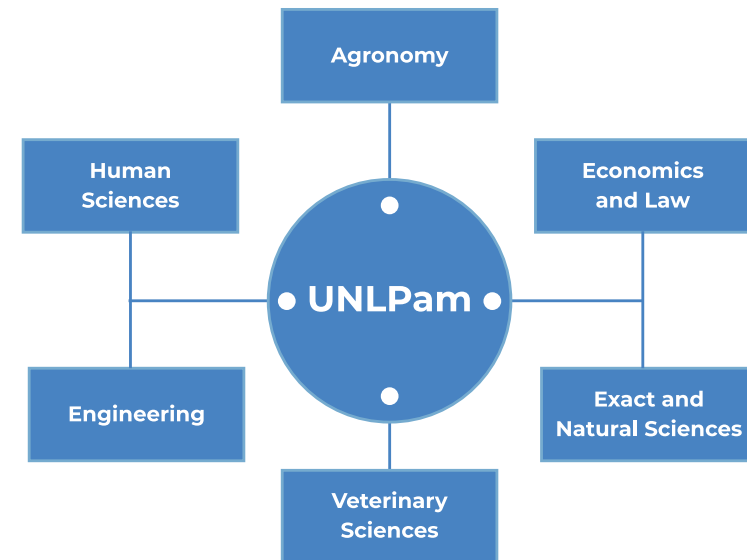 Agronomy
Human
Sciences
Economics
and Law
UNLPam
Engineering
Exact and
Natural Sciences
Veterinary
Sciences